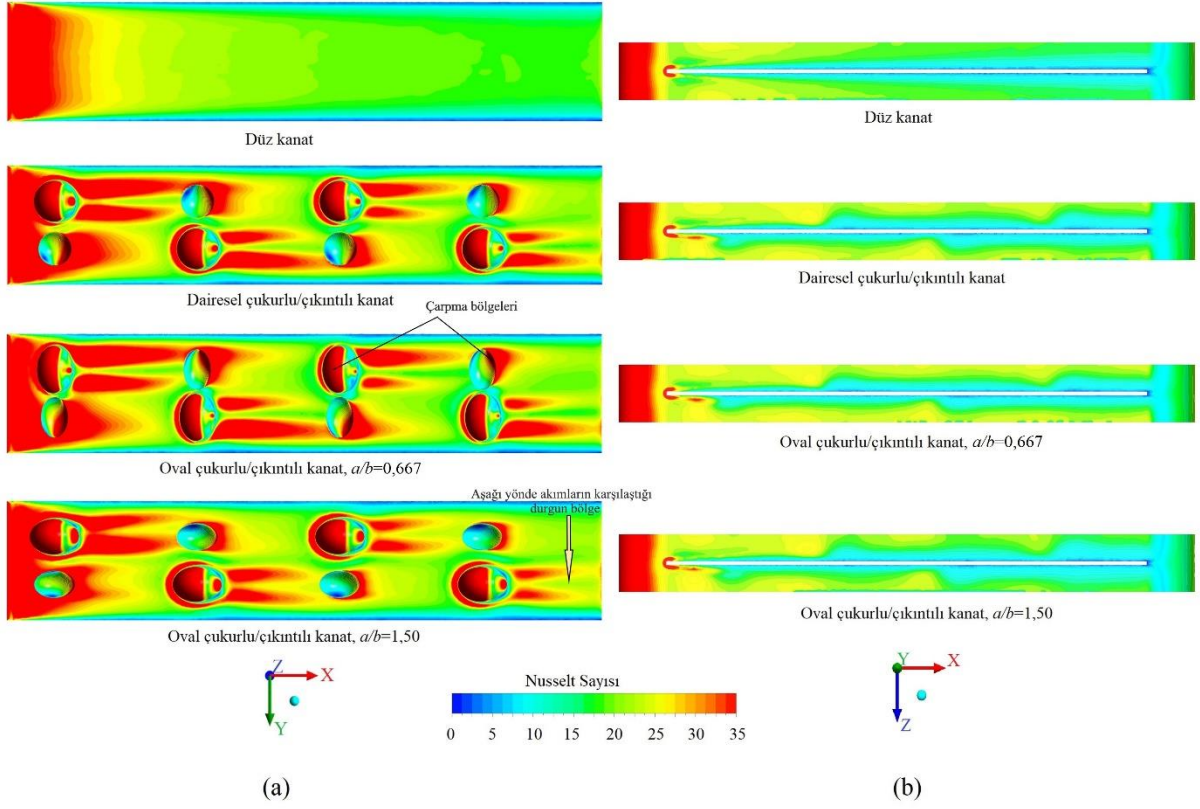 Düz kanat
Dairesel çukurlu/çıkıntılı kanat
Çarpma bölgeleri
Oval çukurlu/çıkıntılı kanat, a/b=0,667
Aşağı yönde akımların karşılaştığı
durgun bölge
Oval çukurlu/çıkıntılı kanat, a/b=1,50
Z
X
Y
(a)
Düz kanat
Dairesel çukurlu/çıkıntılı kanat
Oval çukurlu/çıkıntılı kanat, a/b=0,667
Oval çukurlu/çıkıntılı kanat, a/b=1,50
Y
X
Z
(b)
Nusselt Sayısı
0 5 10 15 20 25 30 35